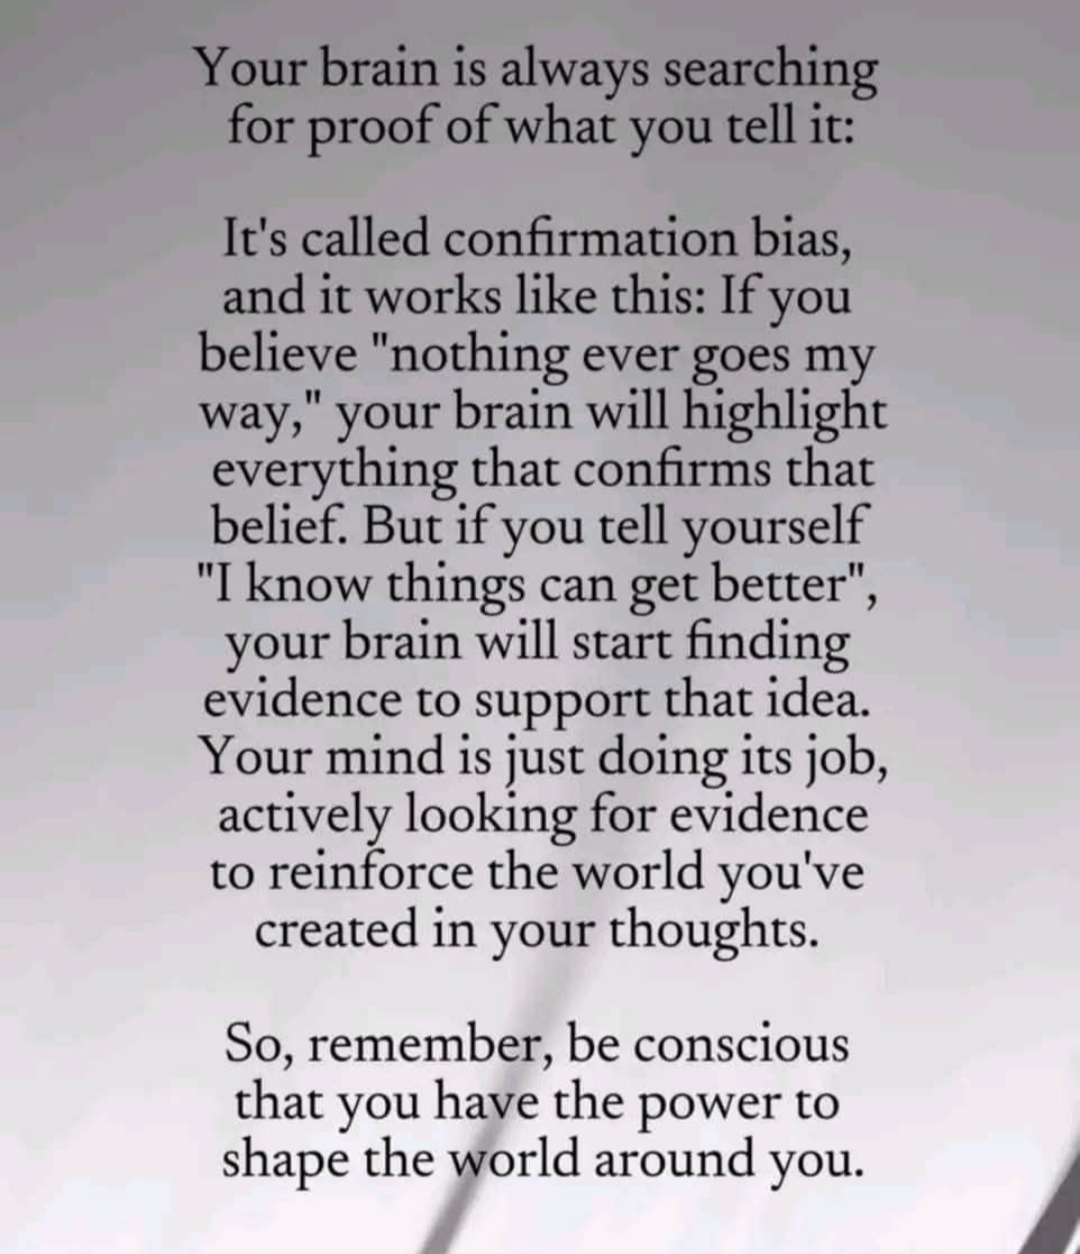 Your brain is always searching
for proof of what you tell it:
It's called confirmation bias,
and it works like this: If you
believe "nothing ever goes my
way," your brain will highlight
everything that confirms that
belief. But if you tell yourself
"I know things can get better",
your brain will start finding
evidence to support that idea.
Your mind is just doing its job,
actively looking for evidence
to reinforce the world you've
created in your thoughts.
So, remember, be conscious
that you have the power to
shape the world around you.